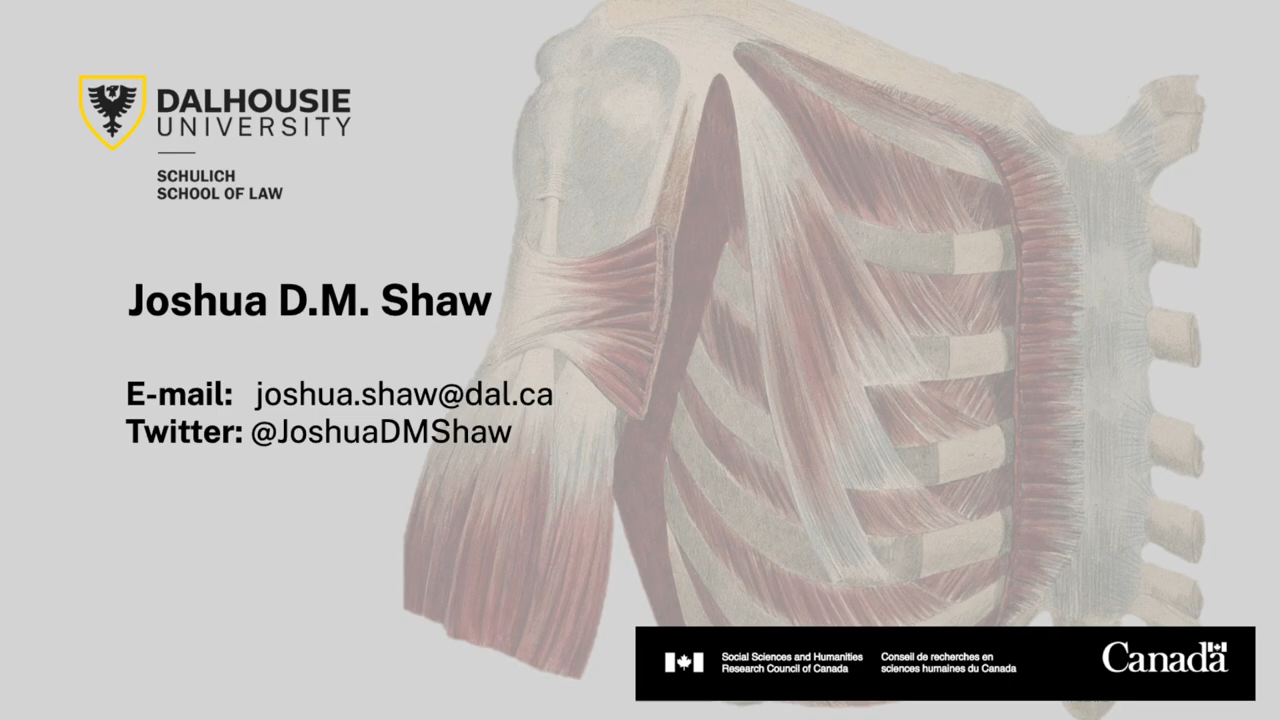 DALHOUSIE
UNIVERSITY
SCHULICH
SCHOOL OF LAW
Joshua D.M. Shaw
E-mail: joshua.shaw@dal.ca
Twitter: @JoshuaDMShaw
Social Sciences and Humanities
Research Council of Canada
Conseil de recherches en
sciences humaines du Canada
Canada